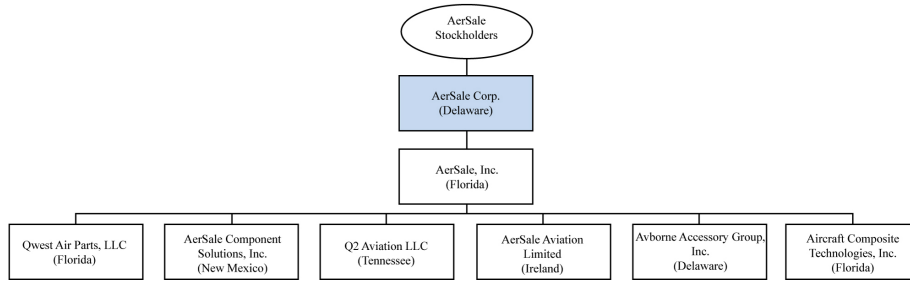 AerSale
Stockholders
AerSale Corp.
(Delaware)
AerSale, Inc.
(Florida)
Qwest Air Parts, LLC
(Florida)
AerSale Component
Solutions, Inc.
(New Mexico)
Q2 Aviation LLC
(Tennessee)
AerSale Aviation
Limited
(Ireland)
Avborne Accessory Group,
Inc.
(Delaware)
Aircraft Composite
Technologies, Inc.
(Florida)